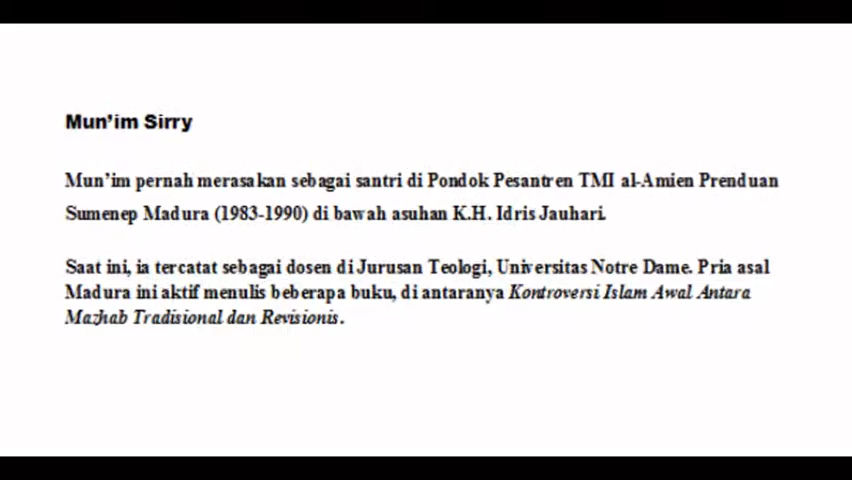 Mun’im Sirry
Mun’im pernah merasakan sebagai santri di Pondok Pesantren TMI al-Amien Prenduan
Sumenep Madura (1983-1990) di bawah asuhan K.H. Idris Jauhari.
Saat ini, ia tercatat sebagai dosen di Jurusan Teologi, Universitas Notre Dame. Pria asal
Madura ini aktif menulis beberapa buku, di antaranya Kontroversi Islam Awal Antara
Mazhab Tradisional dan Revisionis.